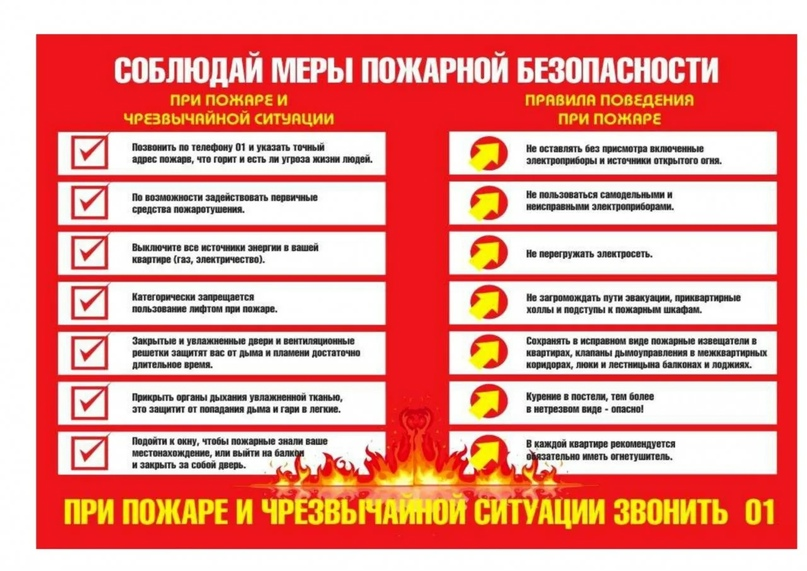 СОБЛЮДАЙ МЕРЫ ПОЖАРНОЙ БЕЗОПАСНОСТИ
ПРИ ПОЖАРЕ И
ЧРЕЗВЫЧАЙНОЙ СИТУАЦИИ
Позвонить по телефону 01 и указать точный
адрес пожара, что горит и есть ли угроза жизни людей.
По возможности задействовать первичные
средства пожаротушения.
Выключите все источники энергии в вашей
квартире (газ, электричество).
Категорически запрещается
пользование лифтом при пожаре.
Закрытые и увлажненные двери и вентиляционные
решетки защитят вас от дыма и пламени достаточно
длительное время.
Прикрыть органы дыхания увлажненной тканью,
это защитит от попадания дыма и гари в легкие.
Подойти к окну, чтобы пожарные знали ваше
местонахождение, или выйти на балкон
и закрыть за собой дверь.
ПРАВИЛА ПОВЕДЕНИЯ
ПРИ ПОЖАРЕ
Не оставлять без присмотра включенные
электроприборы и источники открытого огня.
Не пользоваться самодельными и
неисправными электроприборами.
Не перегружать электросеть.
Не загромождать пути эвакуации, приквартирные
холлы и подступы к пожарным шкафам.
Сохранять в исправном виде пожарные извещатели в
квартирах, клапаны дымоуправления в межквартирных
коридорах, люки и лестницына балконах и лоджиях.
Курение в постели, тем более
в нетрезвом виде - опасно!
В каждой квартире рекомендуется
обязательно иметь огнетушитель.
ПРИ ПОЖАРЕ И ЧРЕЗВЫЧАЙНОЙ СИТУАЦИИ ЗВОНИТЬ 01